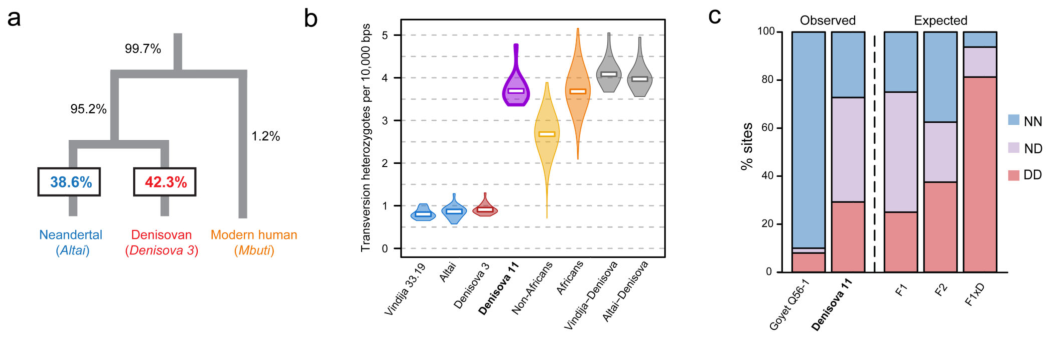 a
99.7%
95.2%
1.2%
38.6%
42.3%
Neandertal
(Altai)
Denisovan
(Denisova 3)
Modern human
(Mbuti)
b
Transversion heterozygotes per 10,000 bps
5
4
3
2
1
0
Vindija 33.19
Altai
Denisova 3
Denisova 11
Non-Africans
Africans
Vindija-Denisova
Altai-Denisova
c
Observed
Expected
% sites
100
80
60
40
20
0
Goyet Q56-1
Denisova 11
F1
F2
F1xD
NN
ND
DD